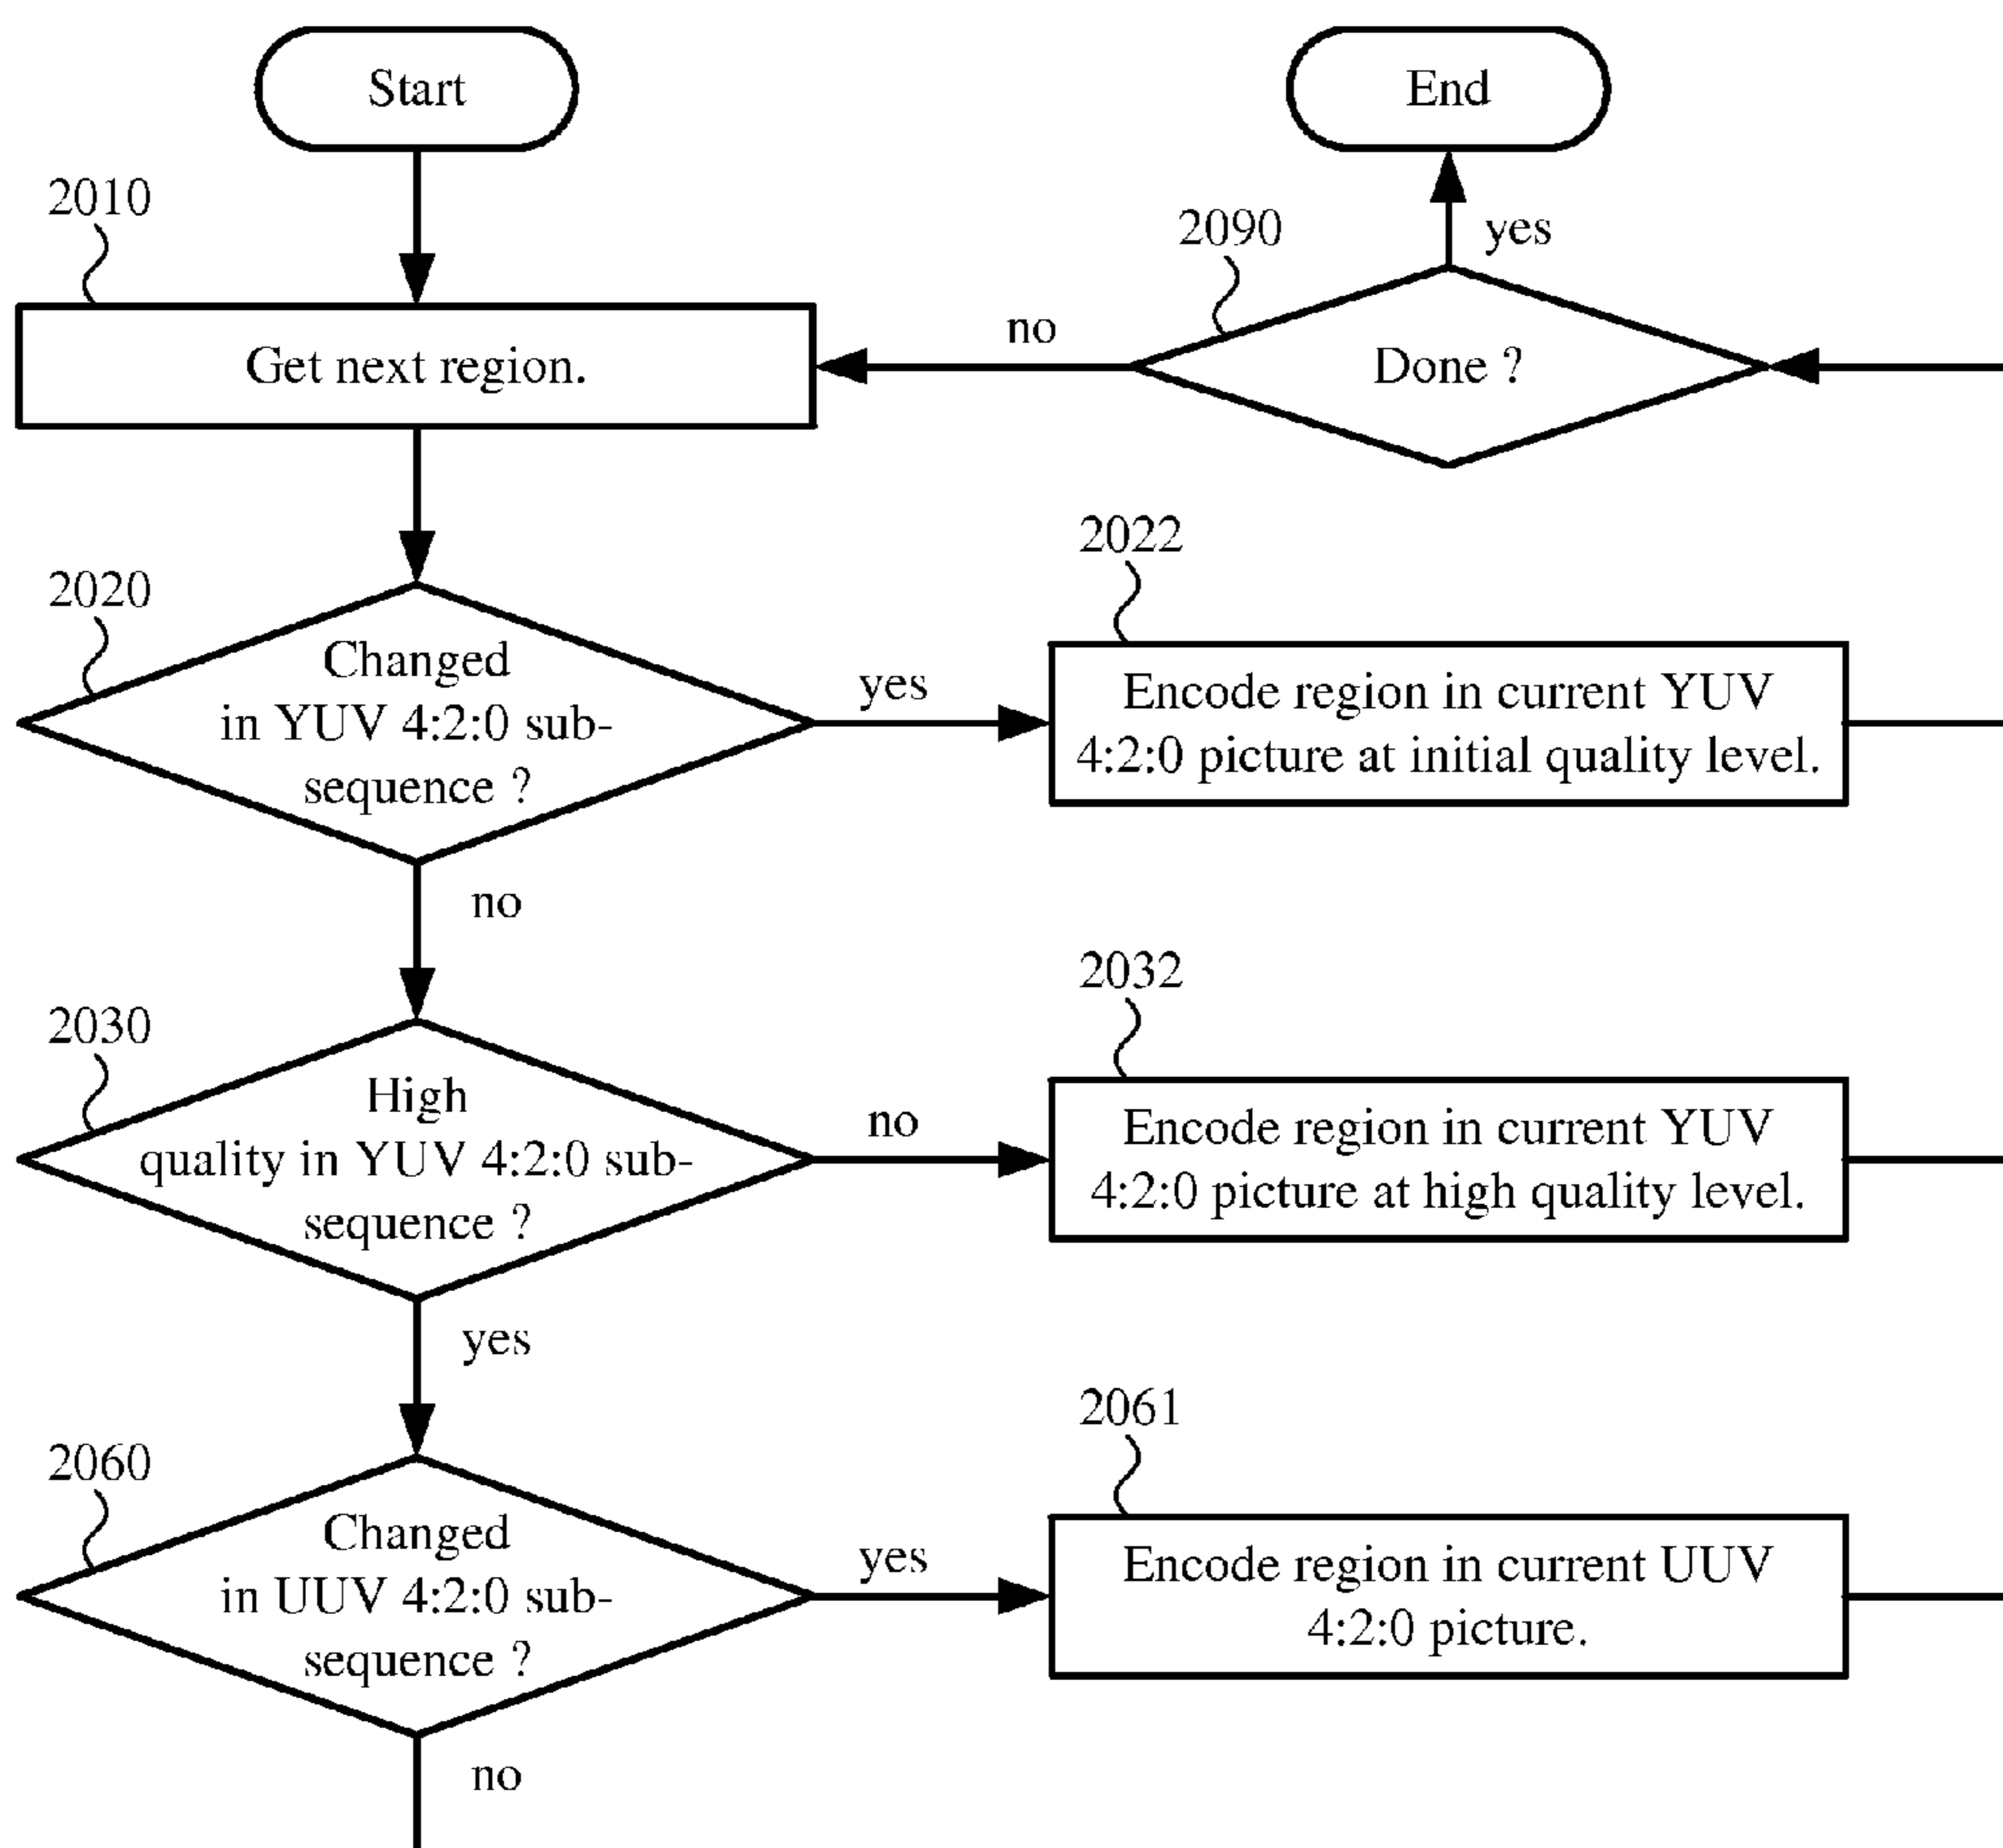 Start
End
2010
2090
yes
no
Get next region.
Done ?
2020
2022
Changed
in YUV 4:2:0 sub-
sequence ?
yes
Encode region in current YUV
4:2:0 picture at initial quality level.
no
2030
2032
High
quality in YUV 4:2:0 sub-
sequence ?
no
Encode region in current YUV
4:2:0 picture at high quality level.
yes
2060
2061
Changed
in UUV 4:2:0 sub-
sequence ?
yes
Encode region in current UUV
4:2:0 picture.
no